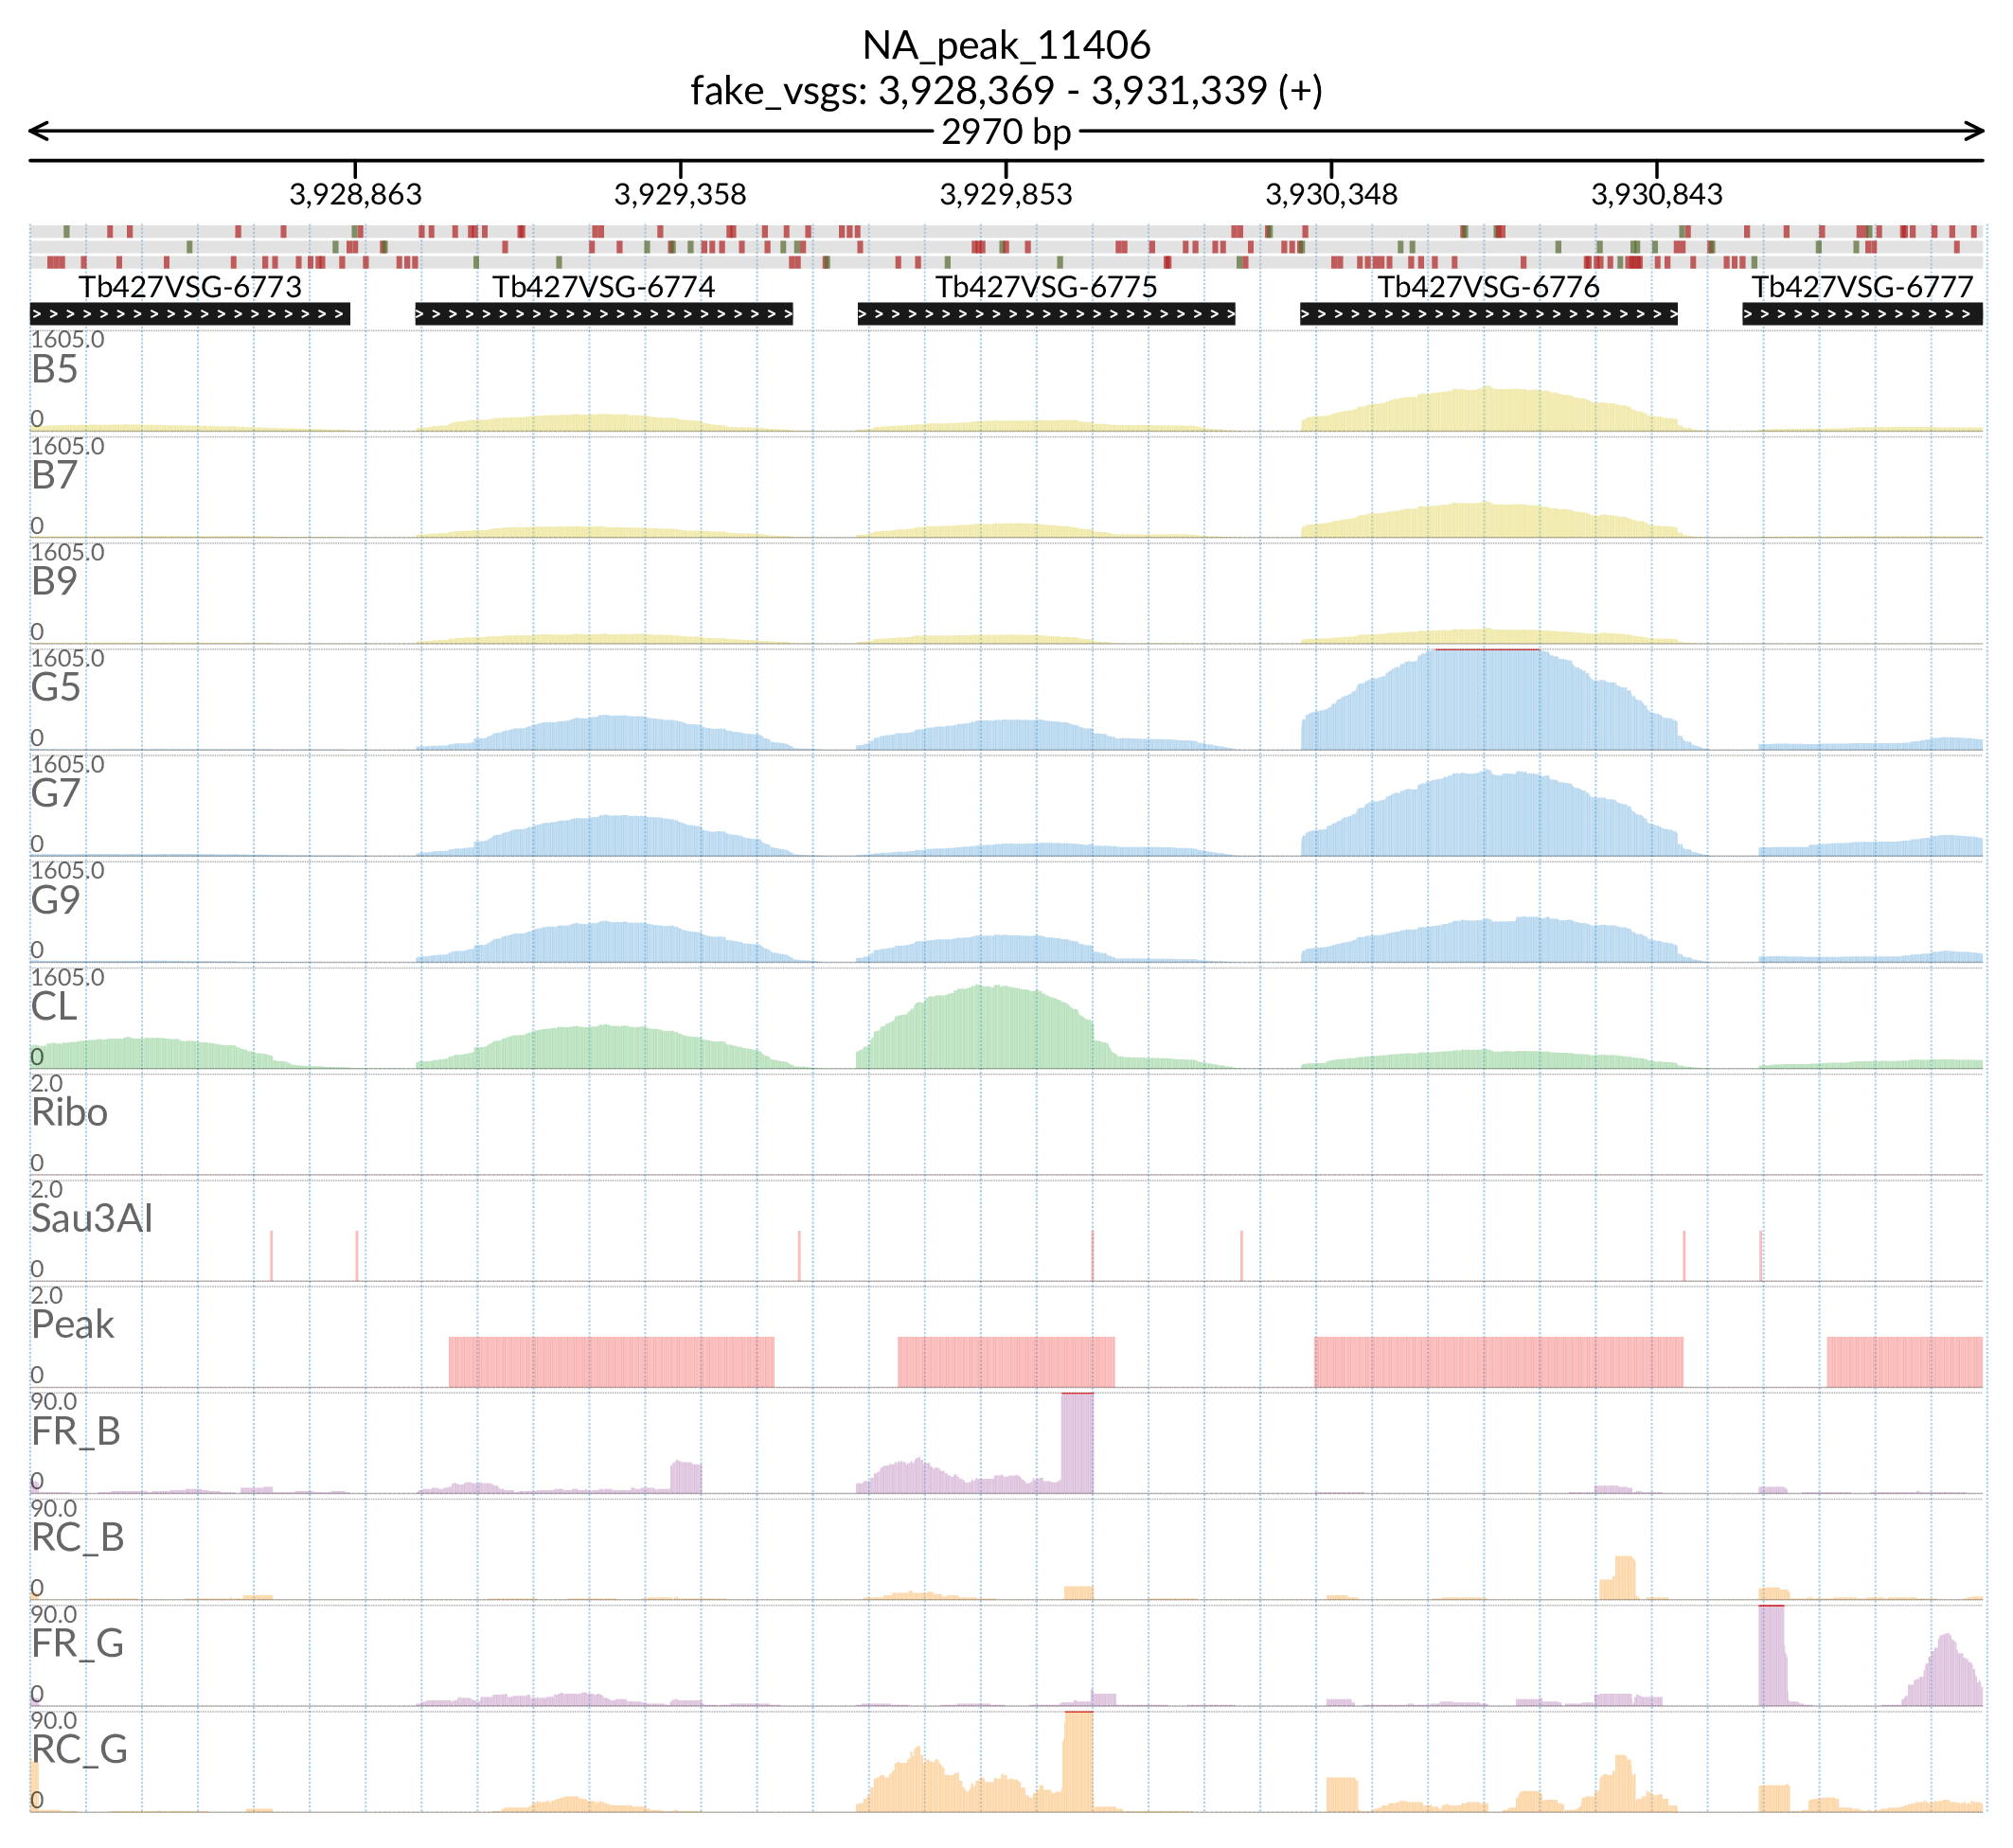 NA_peak_11406
fake_vsgs: 3,928,369 - 3,931,339 (+)
2970 bp
3,928,863 3,929,358 3,929,853 3,930,348 3,930,843
Tb427VSG-6773 Tb427VSG-6774 Tb427VSG-6775 Tb427VSG-6776 Tb427VSG-6777
1605.0
B5
0
1605.0
B7
0
1605.0
B9
0
1605.0
G5
0
1605.0
G7
0
1605.0
G9
0
1605.0
CL
0
2.0
Ribo
0
2.0
Sau3AI
0
2.0
Peak
0
90.0
FR_B
0
90.0
RC_B
0
90.0
FR_G
0
90.0
RC_G
0